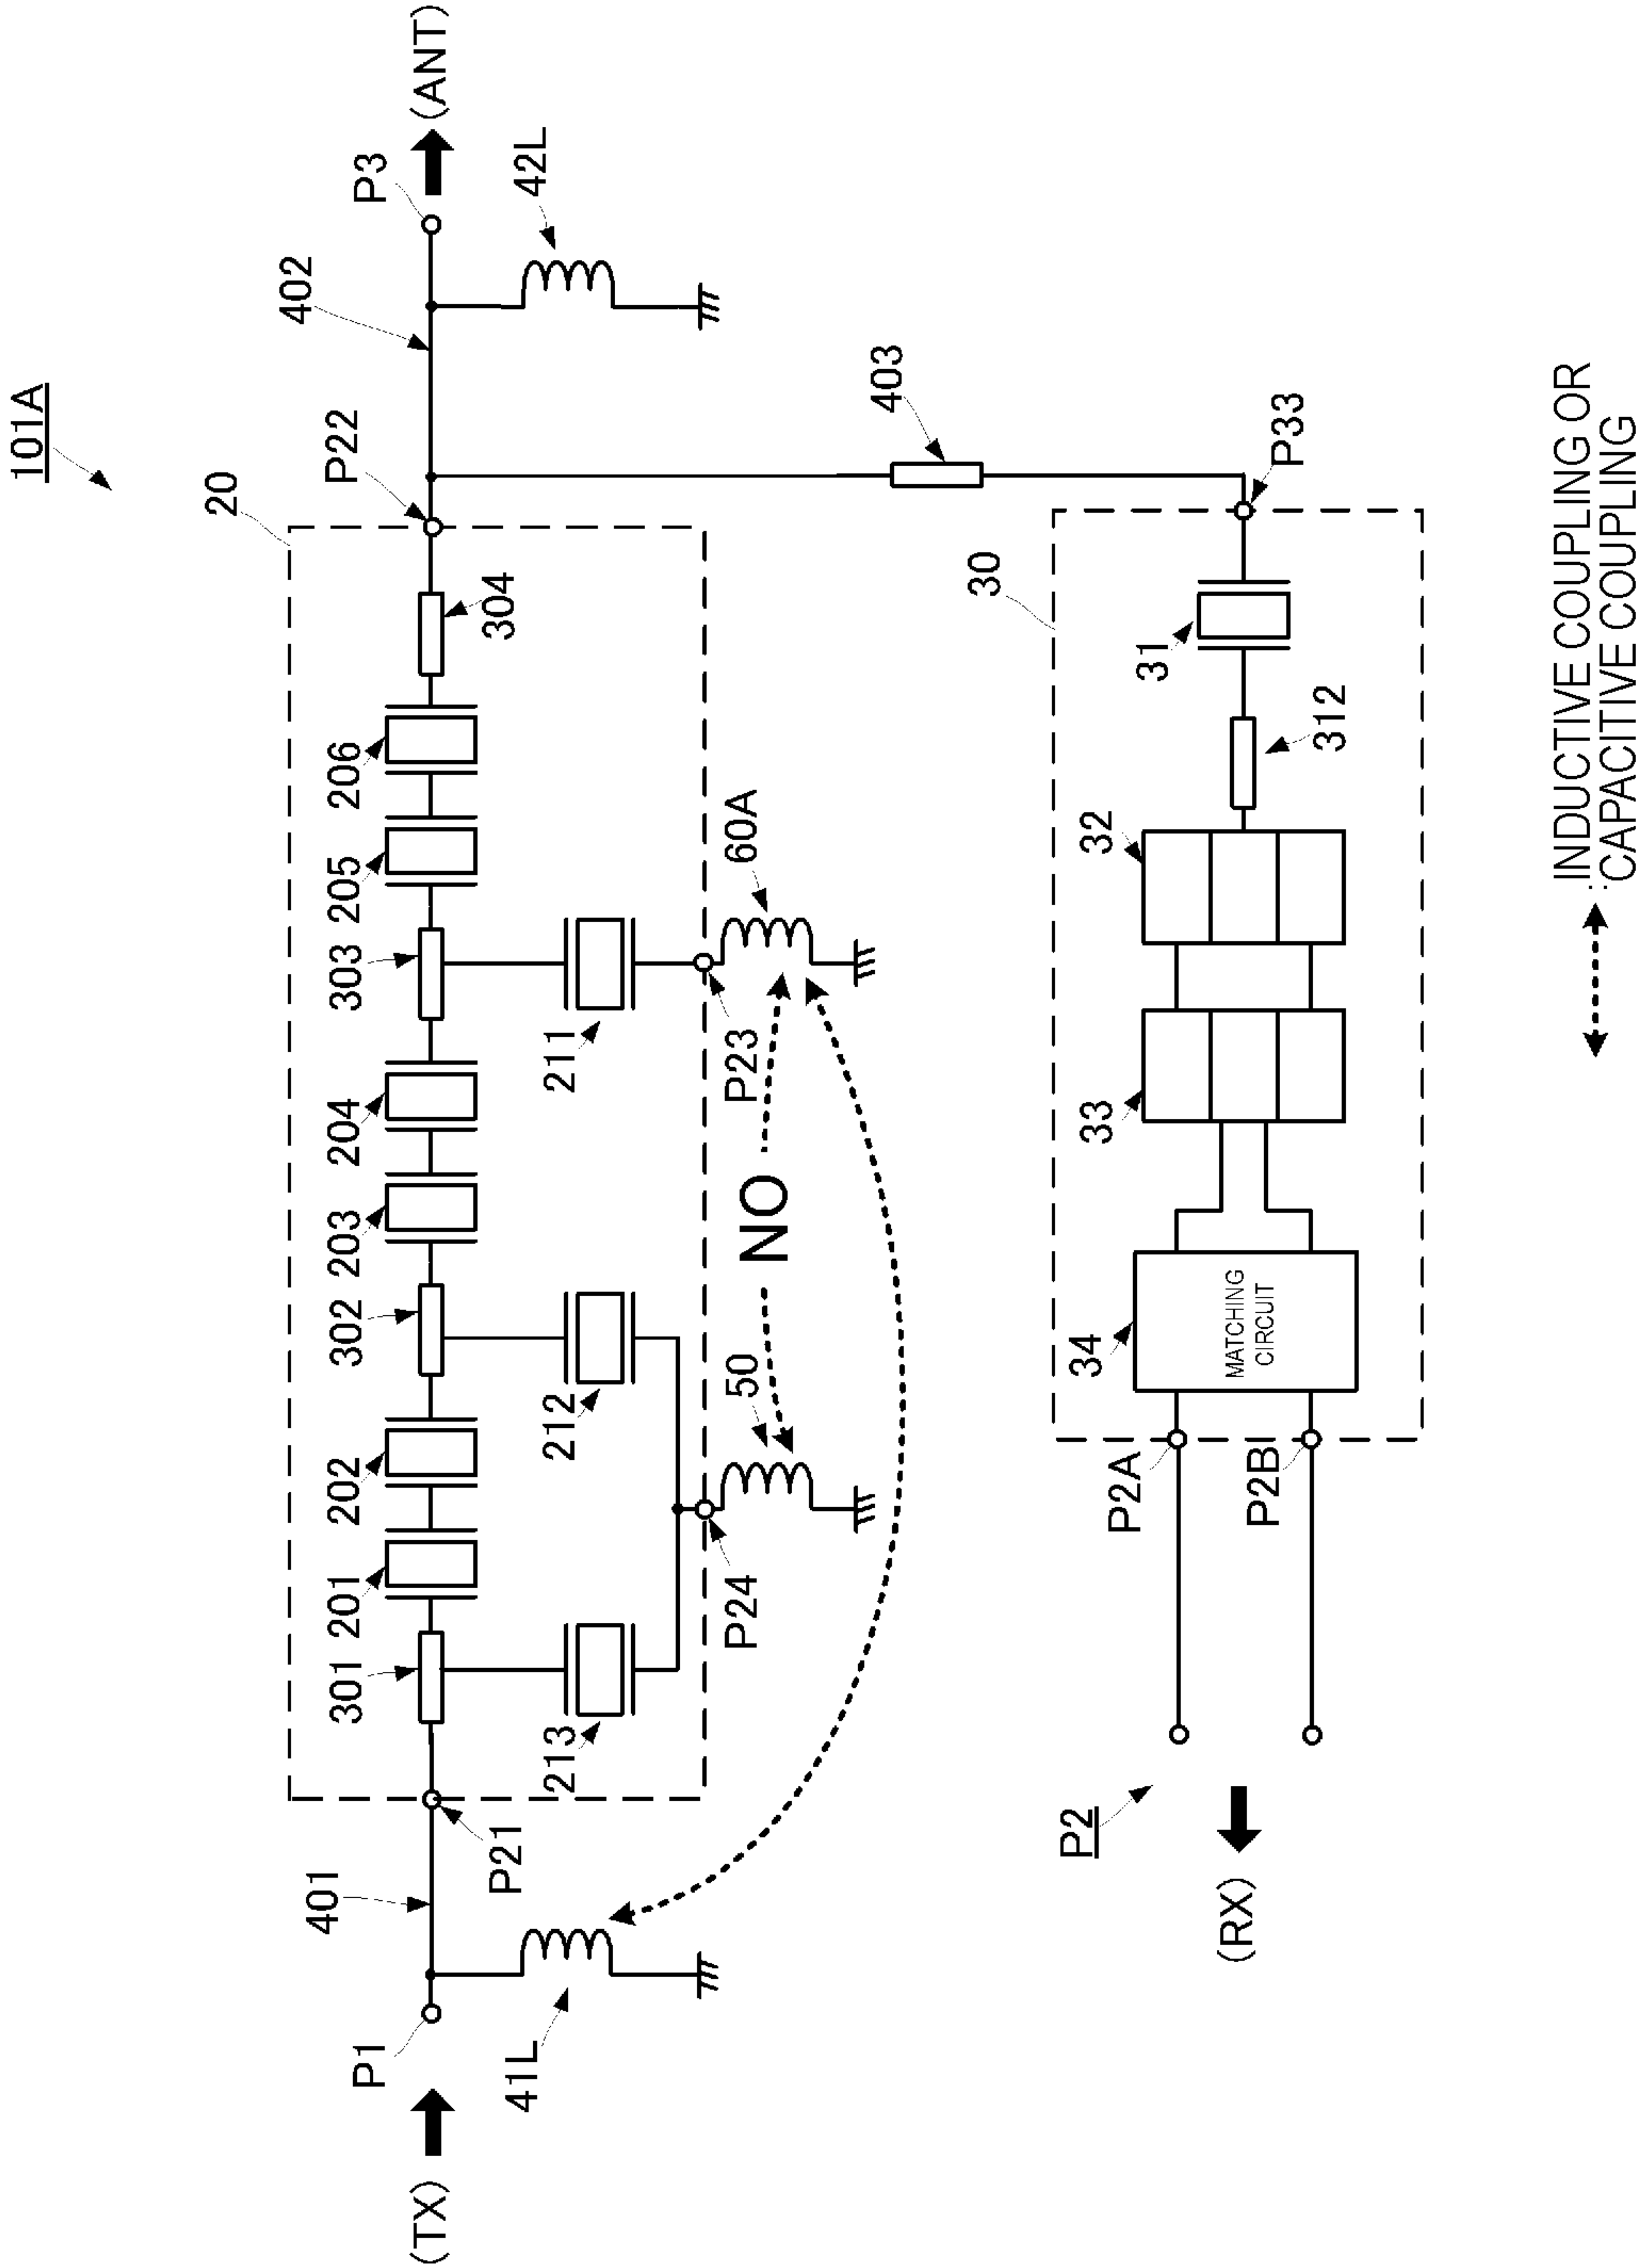 101A
20
P22
402
P3
(ANT)
301
201
202
302
203
204
303
205
206
304
42L
401
P1
(TX)
P21
41L
213
212
211
P24
50
NO
P23
60A
403
30
P33
31
312
32
33
34
MATCHING
CIRCUIT
P2A
P2B
P2
(RX)
:INDUCTIVE COUPLING OR
CAPACITIVE COUPLING